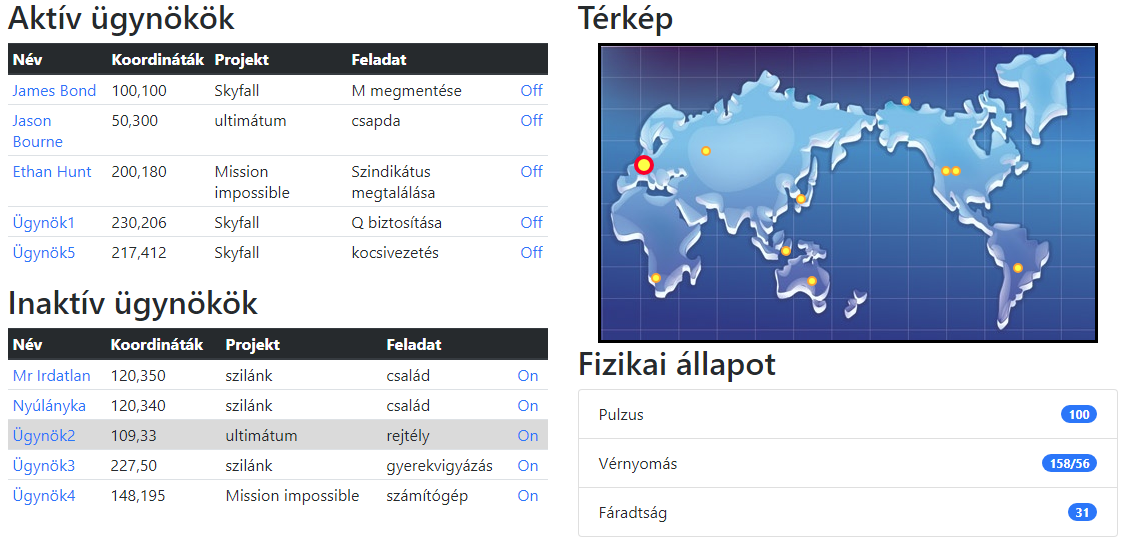 Aktív ügynökök
Név Koordináták Projekt Feladat
James Bond 100,100 Skyfall M megmentése Off
Jason Bourne 50,300 ultimátum csapda Off
Ethan Hunt 200,180 Mission impossible Szindikátus megtalálása Off
Ügynök1 230,206 Skyfall Q biztosítása Off
Ügynök5 217,412 Skyfall kocsivezetés Off
Inaktív ügynökök
Név Koordináták Projekt Feladat
Mr Irdatlan 120,350 szilánk család On
Nyúlányka 120,340 szilánk család On
Ügynök2 109,33 ultimátum rejtély On
Ügynök3 227,50 szilánk gyerekvigyázás On
Ügynök4 148,195 Mission impossible számítógép On
Térkép
Fizikai állapot
Pulzus 100
Vérnyomás 158/56
Fáradtság 31